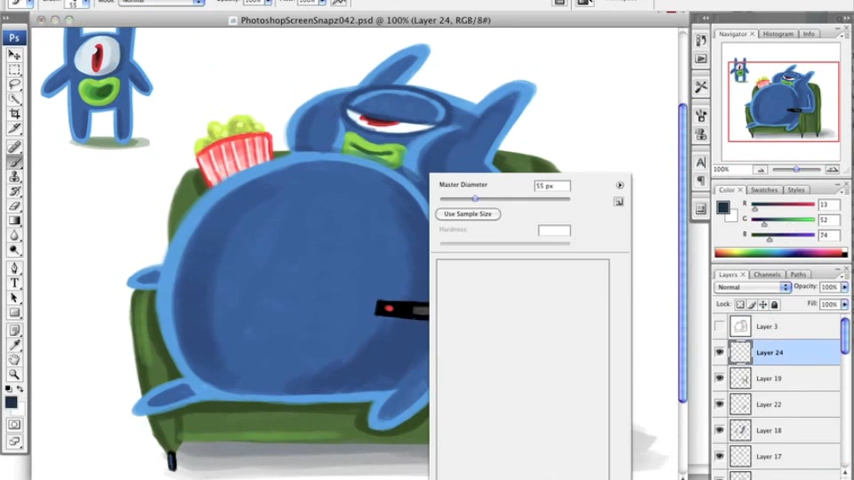 PhotoshopScreenSnapz042.psd @ 100% (Layer 24, RGB/8#)
Ps
Navigator
Histogram
Info
100%
Master Diameter
55 px
Use Sample Size
Hardness:
Color
Swatches
Styles
R
13
G
52
B
74
Layers
Channels
Paths
Normal
Opacity:
100%
Lock:
Fill:
100%
Layer 3
Layer 24
Layer 19
Layer 22
Layer 18
Layer 17